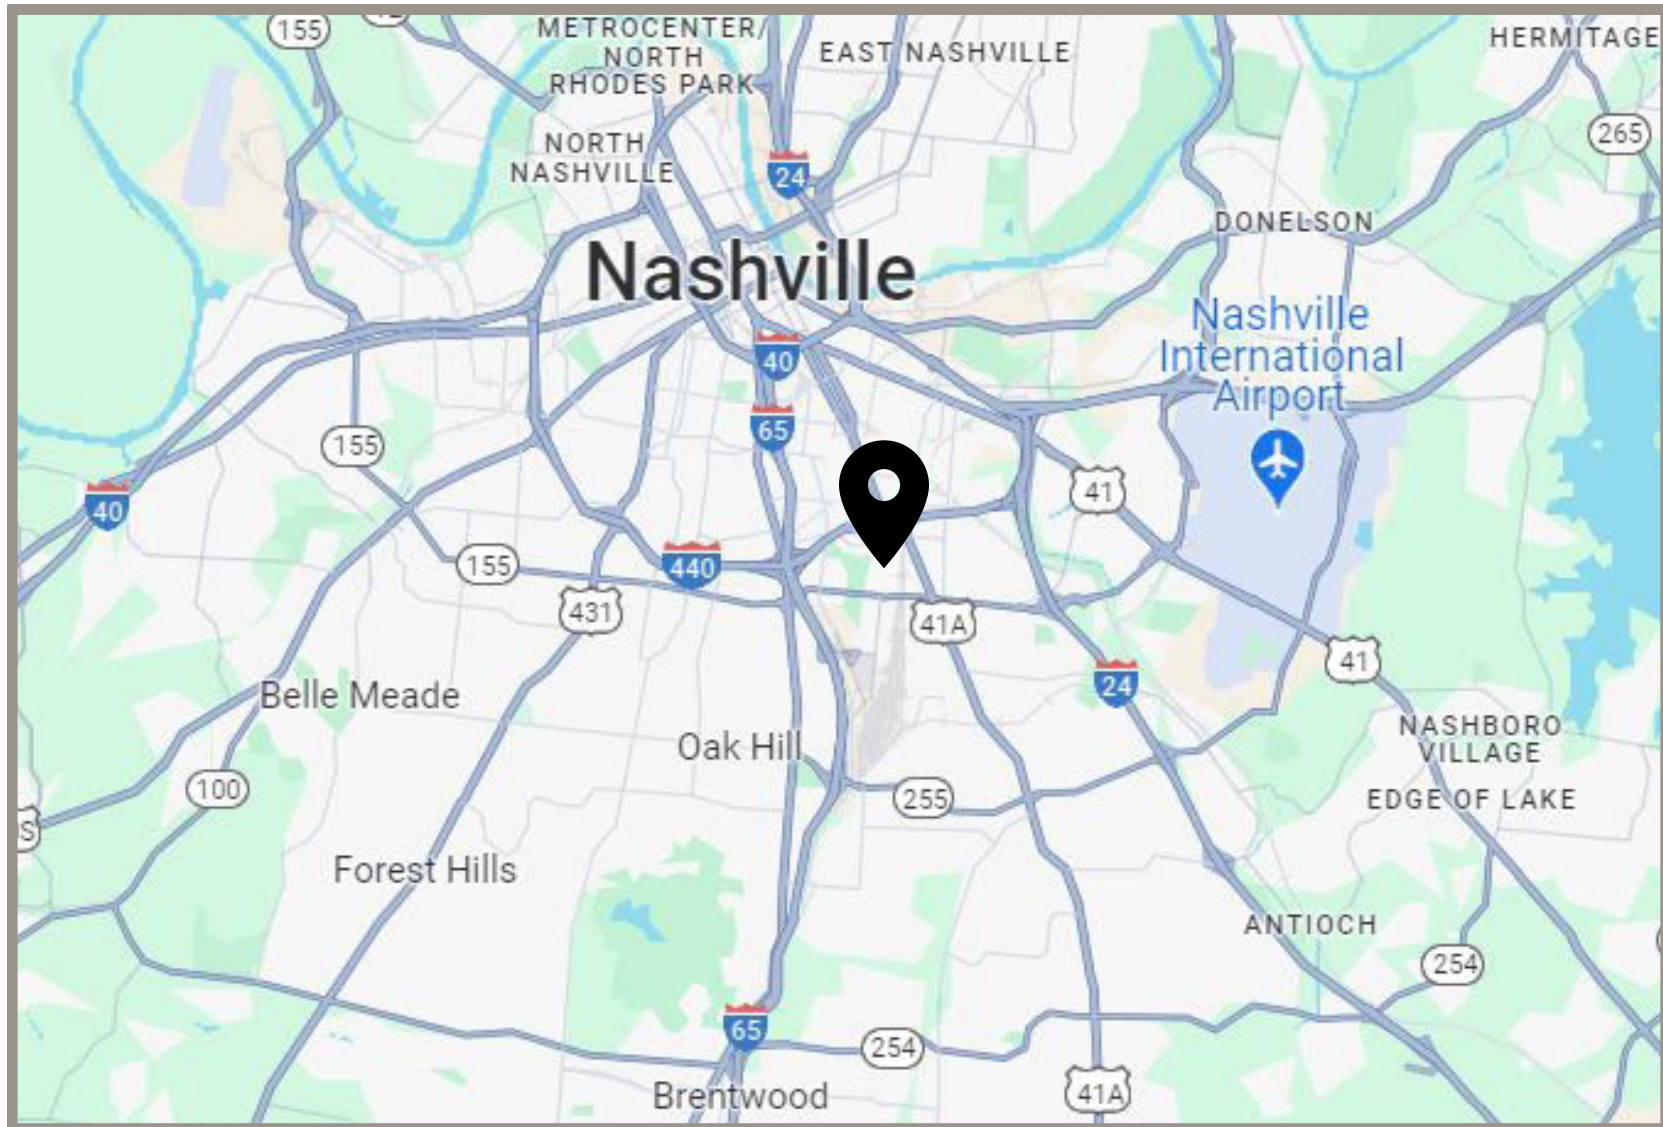 155
METROCENTER/
NORTH
RHODES PARK
EAST NASHVILLE
HERMITAGE
265
NORTH
NASHVILLE
24
DONELSON
Nashville
Nashville
International
Airport
40
65
155
40
41
155
440
431
41A
41
24
Belle Meade
Oak Hill
NASHBORO
VILLAGE
100
255
EDGE OF LAKE
S
Forest Hills
ANTIOCH
254
65
254
Brentwood
41A